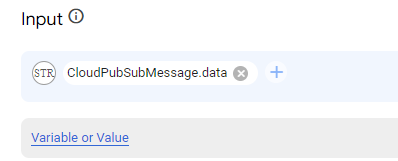 Input
STR CloudPubSubMessage.data
Variable or Value